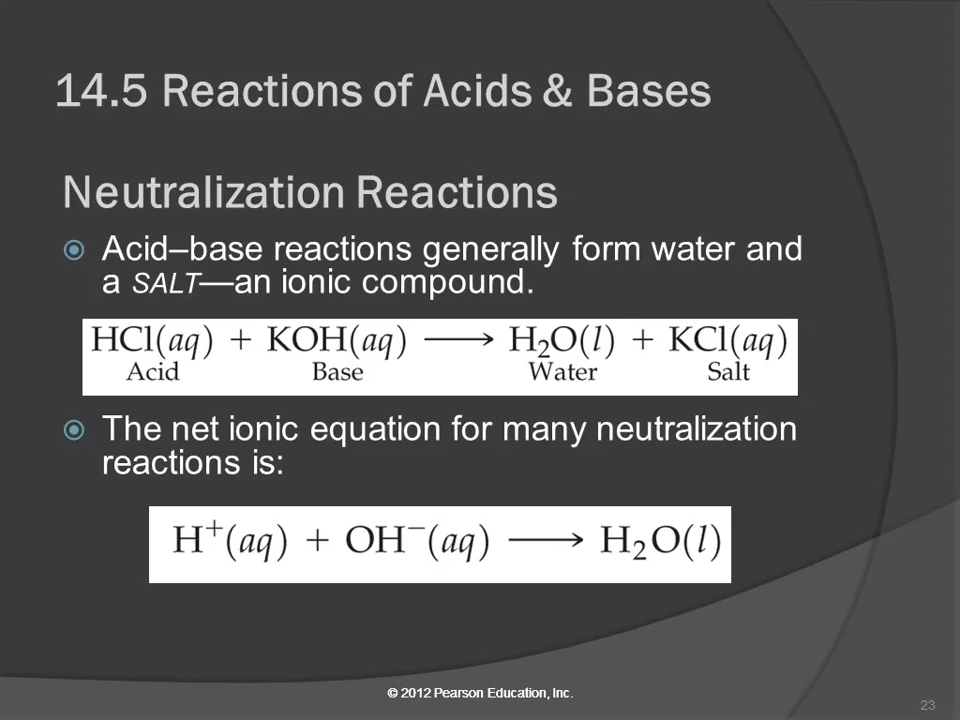 14.5 Reactions of Acids & Bases
Neutralization Reactions
Acid–base reactions generally form water and
a SALT—an ionic compound.
HCl(aq) + KOH(aq) ⟶ H₂O(l) + KCl(aq)
Acid Base Water Salt
The net ionic equation for many neutralization
reactions is:
H⁺(aq) + OH⁻(aq) ⟶ H₂O(l)
© 2012 Pearson Education, Inc.
23